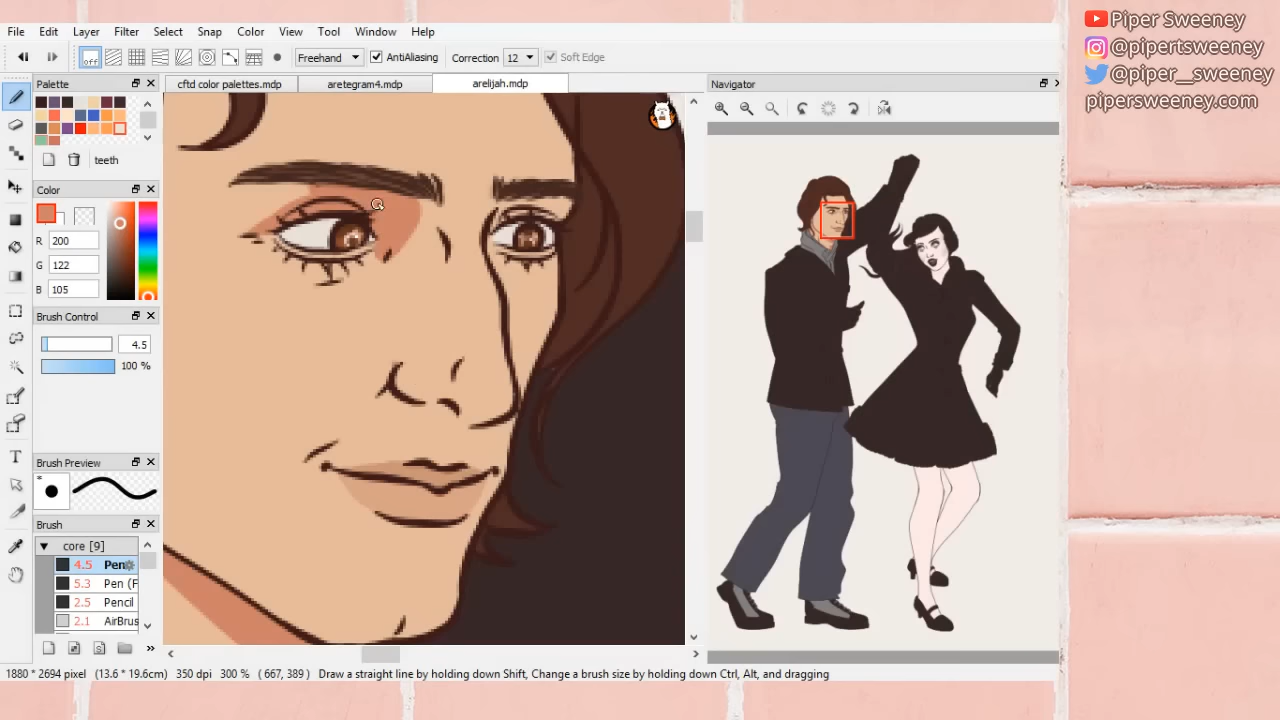 Piper Sweeney
@pipertsweeney
@piper__sweeney
pipersweeney.com
File Edit Layer Filter Select Snap Color View Tool Window Help
off Freehand AntiAliasing Correction 12 Soft Edge
Palette
cftd color palettes.mdp aretegram4.mdp arelijah.mdp
Navigator
teeth
Color
R 200
G 122
B 105
Brush Control
4.5
100 %
Brush Preview
*
Brush
core [9]
4.5 Pen
5.3 Pen (F
2.5 Pencil
2.1 AirBrus
1880 * 2694 pixel (13.6 * 19.6cm) 350 dpi 300 % ( 667, 389 ) Draw a straight line by holding down Shift, Change a brush size by holding down Ctrl, Alt, and dragging